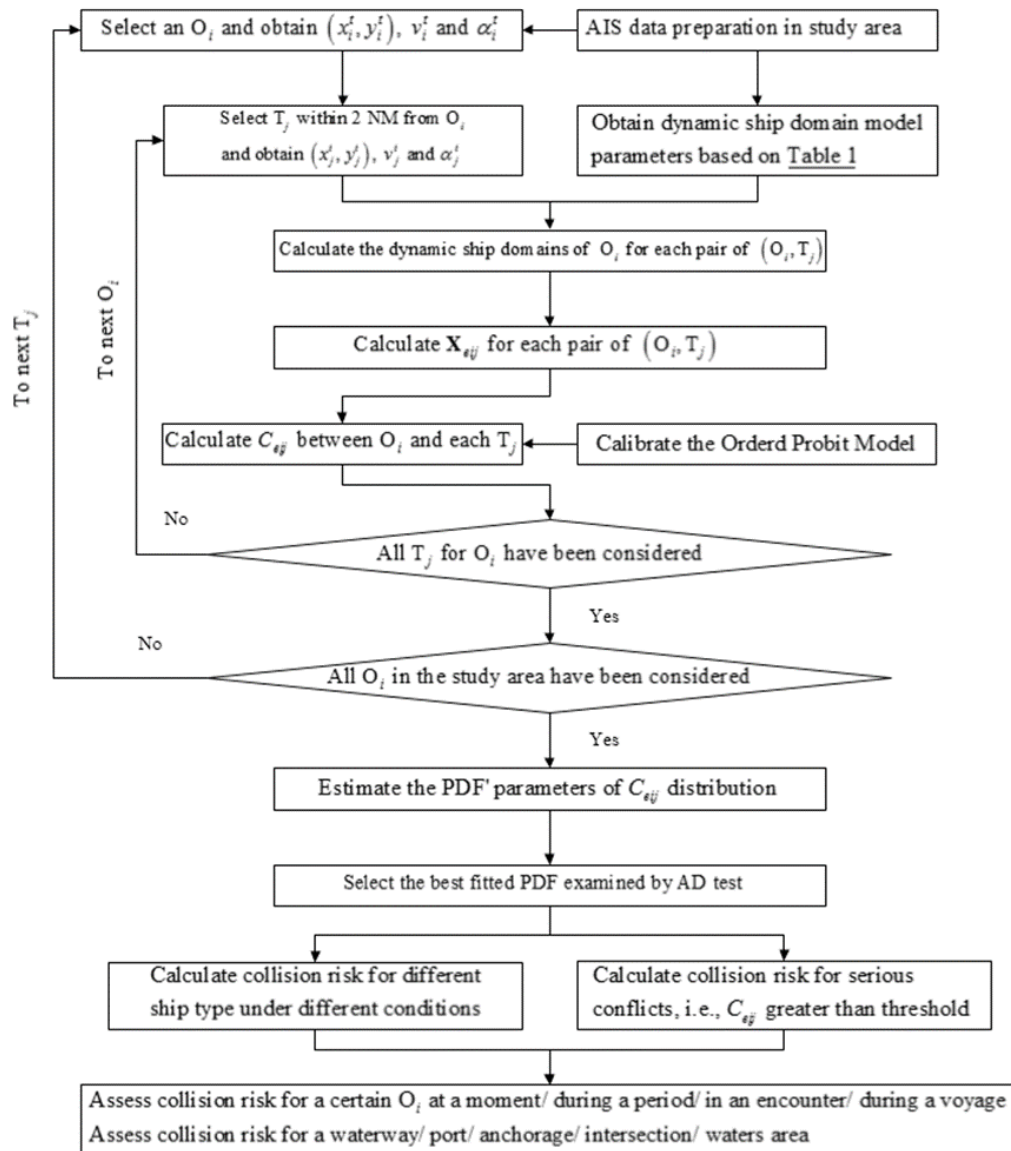 Select an O_i and obtain (x_i^t, y_i^t), v_i^t and α_i^t
AIS data preparation in study area
Select T_j within 2 NM from O_i
and obtain (x_j^t, y_j^t), v_j^t and α_j^t
Obtain dynamic ship domain model
parameters based on Table 1
Calculate the dynamic ship domains of O_i for each pair of (O_i, T_j)
To next T_j
To next O_i
Calculate X_eij for each pair of (O_i, T_j)
Calculate C_eij between O_i and each T_j
Calibrate the Orderd Probit Model
No
All T_j for O_i have been considered
Yes
No
All O_i in the study area have been considered
Yes
Estimate the PDF' parameters of C_eij distribution
Select the best fitted PDF examined by AD test
Calculate collision risk for different
ship type under different conditions
Calculate collision risk for serious
conflicts, i.e., C_eij greater than threshold
Assess collision risk for a certain O_i at a moment/ during a period/ in an encounter/ during a voyage
Assess collision risk for a waterway/ port/ anchorage/ intersection/ waters area